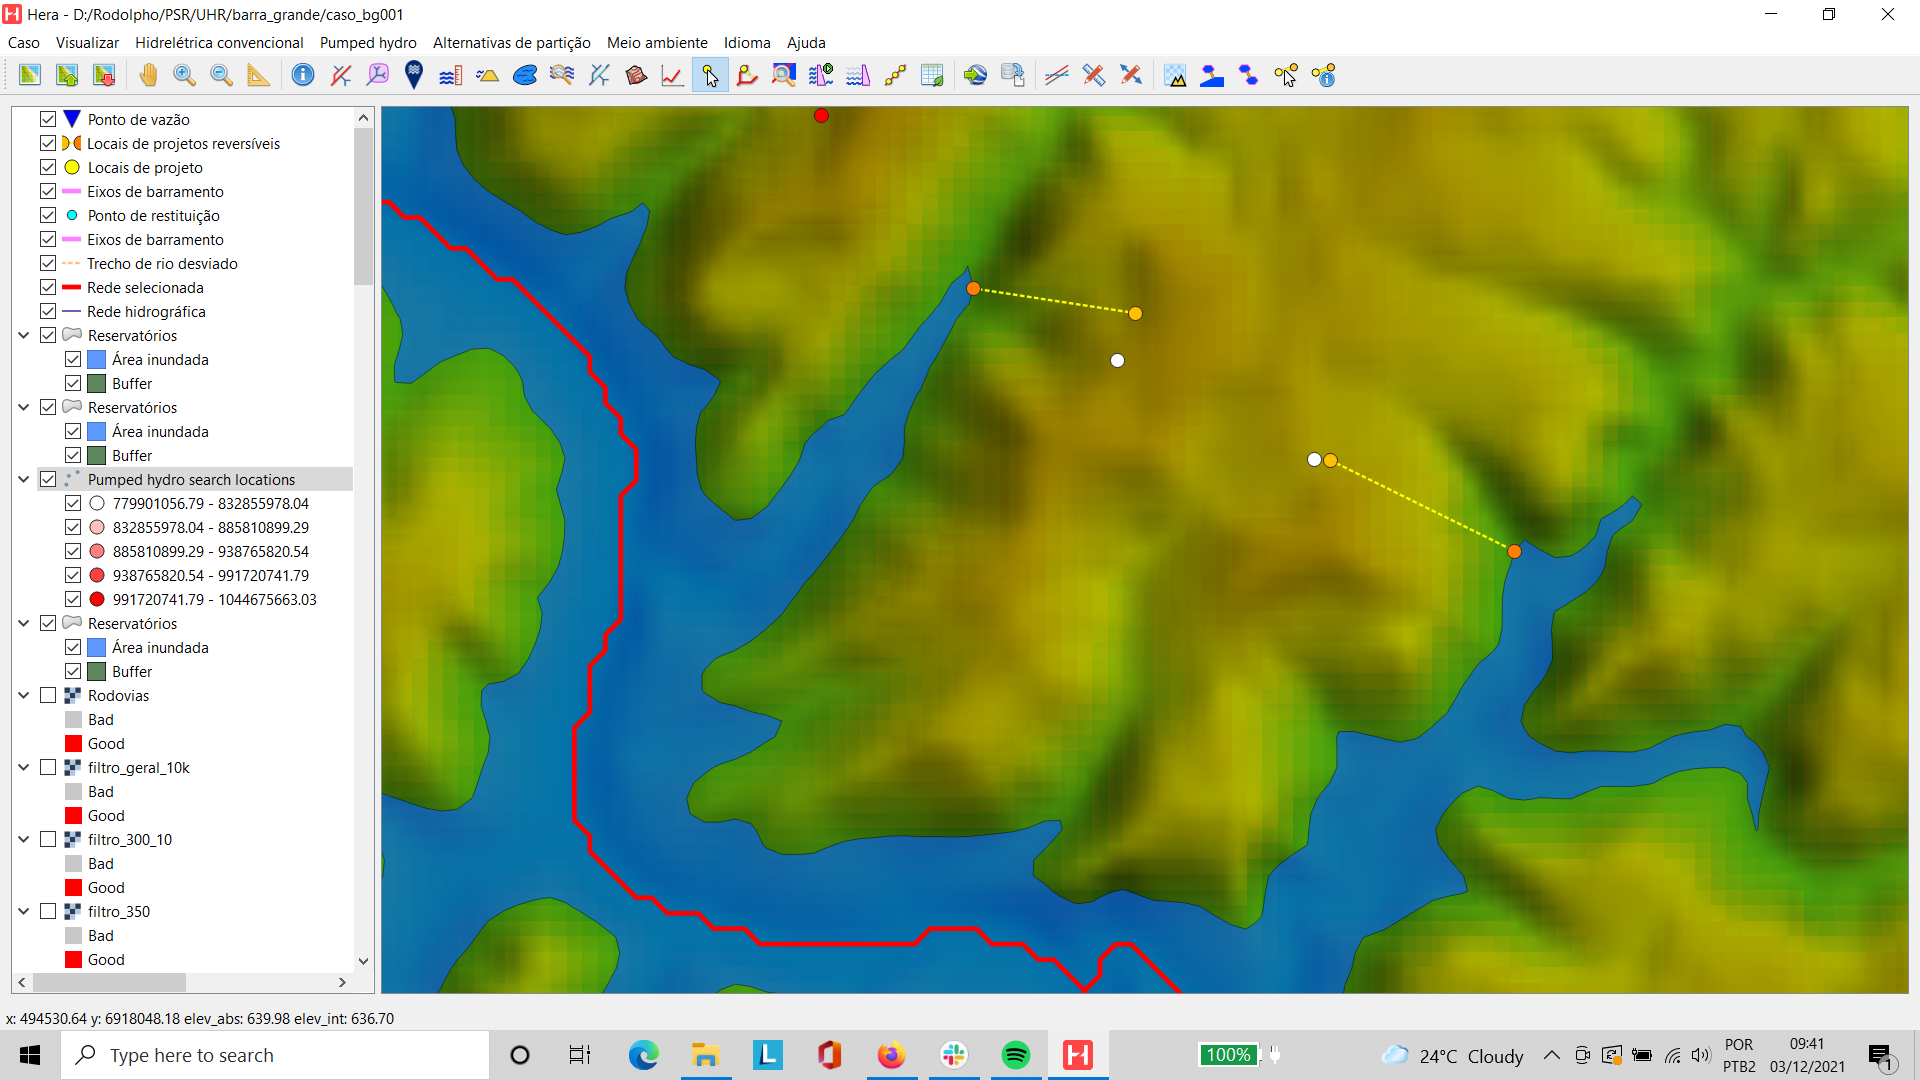 Hera - D:/Rodolpho/PSR/UHR/barra_grande/caso_bg001
Caso Visualizar Hidrelétrica convencional Pumped hydro Alternativas de partição Meio ambiente Idioma Ajuda
Ponto de vazão
Locais de projetos reversíveis
Locais de projeto
Eixos de barramento
Ponto de restituição
Eixos de barramento
Trecho de rio desviado
Rede selecionada
Rede hidrográfica
Reservatórios
Área inundada
Buffer
Reservatórios
Área inundada
Buffer
Pumped hydro search locations
779901056.79 - 832855978.04
832855978.04 - 885810899.29
885810899.29 - 938765820.54
938765820.54 - 991720741.79
991720741.79 - 1044675663.03
Reservatórios
Área inundada
Buffer
Rodovias
Bad
Good
filtro_geral_10k
Bad
Good
filtro_300_10
Bad
Good
filtro_350
Bad
Good
x: 494530.64 y: 6918048.18 elev_abs: 639.98 elev_int: 636.70
Type here to search
100%
24°C Cloudy
POR
PTB2
09:41
03/12/2021
1